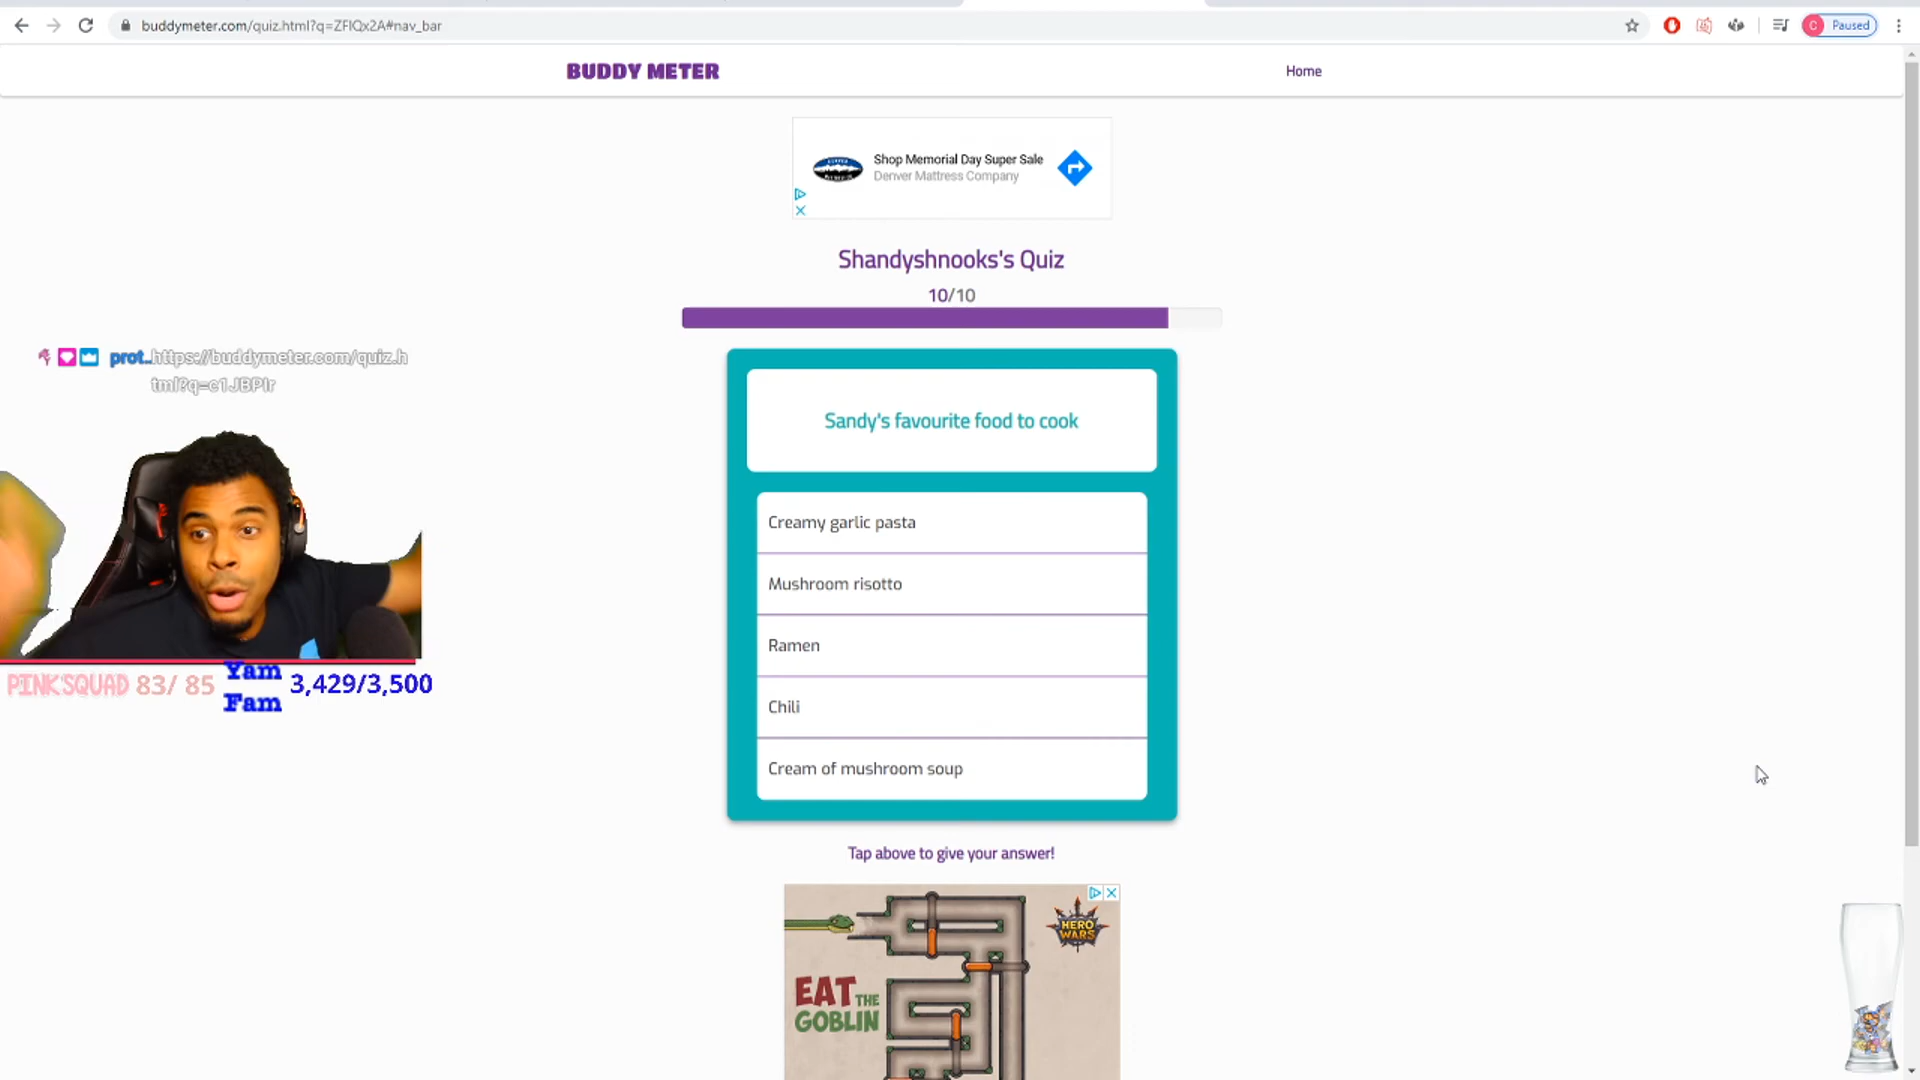 buddymeter.com/quiz.html?q=ZFlQx2A#nav_bar
C Paused
BUDDY METER
Home
Shop Memorial Day Super Sale
Denver Mattress Company
Shandyshnooks's Quiz
10/10
prot..https://buddymeter.com/quiz.h
tml?q=c1JBPIr
Sandy's favourite food to cook
Creamy garlic pasta
Mushroom risotto
Ramen
Chili
Cream of mushroom soup
PINKSQUAD 83/ 85
Yam
Fam
3,429/3,500
Tap above to give your answer!
HERO
WARS
EAT THE
GOBLIN